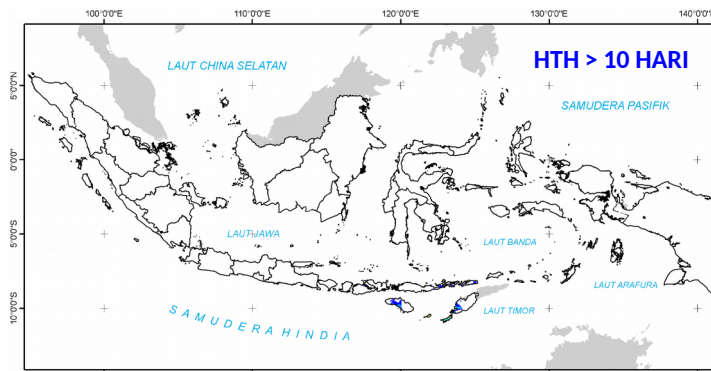 100°0'0"E 110°0'0"E 120°0'0"E 130°0'0"E 140°0'0"
HTH > 10 HARI
LAUT CHINA SELATAN
5°0'0"N
SAMUDERA PASIFIK
0°0'0"
LAUT JAWA
5°0'0"S
LAUT BANDA
LAUT ARAFURA
10°0'0"S
SAMUDERA HINDIA
LAUT TIMOR